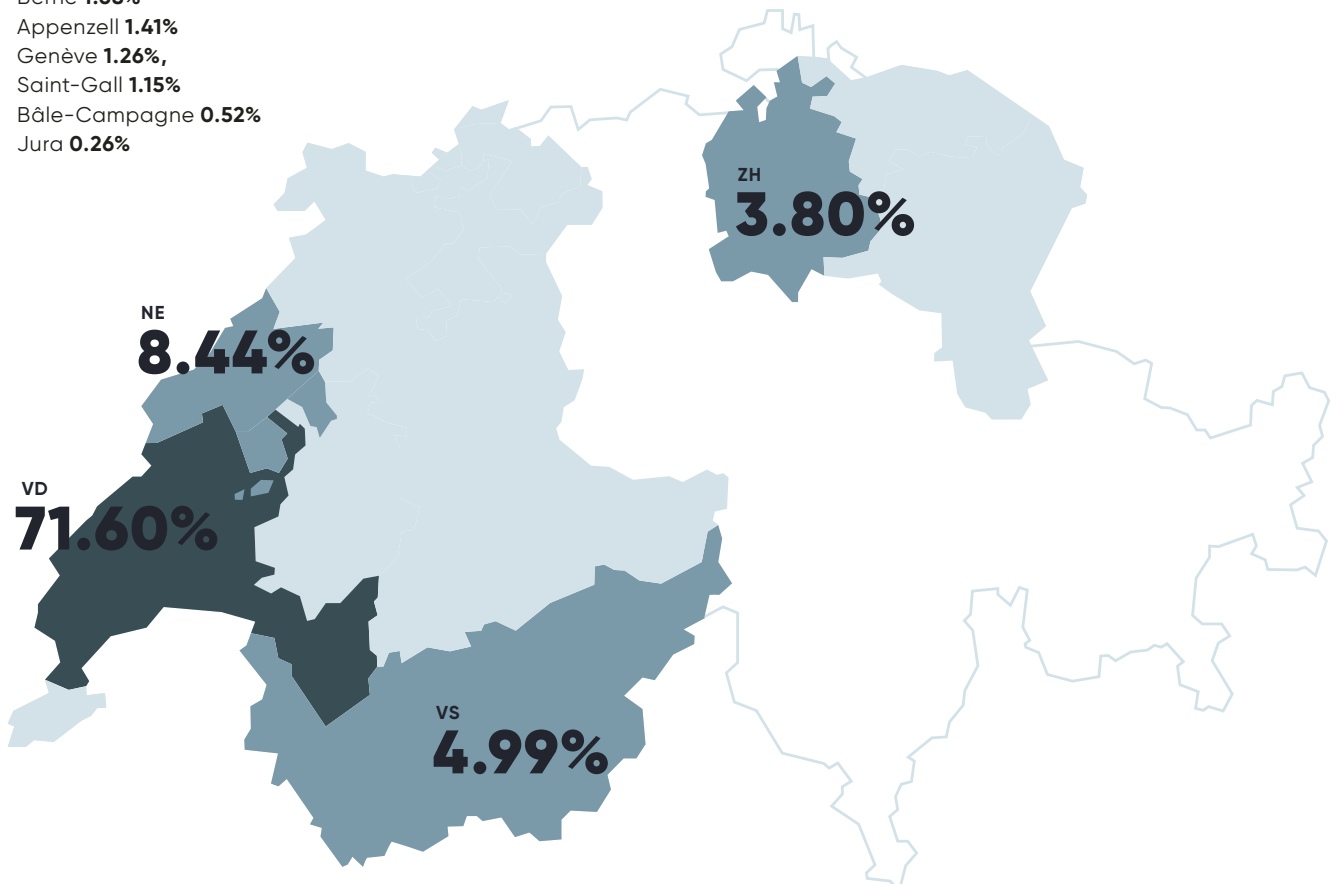 Appenzell 1.41%
Genève 1.26%,
Saint-Gall 1.15%
Bâle-Campagne 0.52%
Jura 0.26%
ZH
3.80%
NE
8.44%
VD
71.60%
VS
4.99%